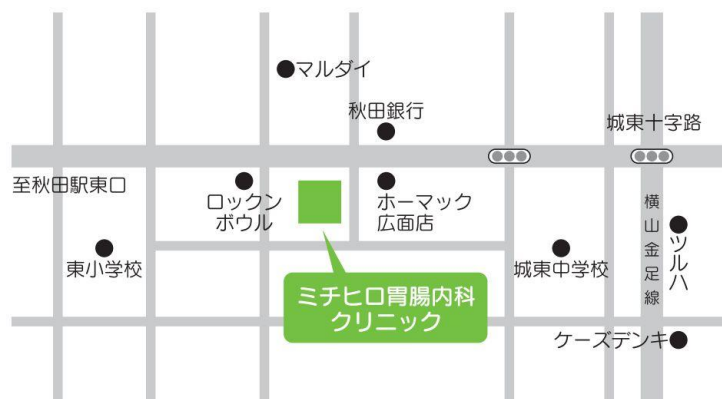 マルダイ
秋田銀行
城東十字路
至秋田駅東口
ロックン
ボウル
ホーマック
広面店
横山金足線
ツルハ
東小学校
城東中学校
ミチヒロ胃腸内科
クリニック
ケーズデンキ